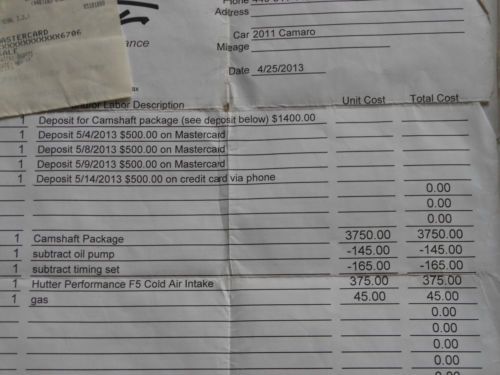 Phone
Address
ASTERCARD
XXXXXXXXXXXX6706
SALE
Car 2011 Camaro
Mileage
Date 4/25/2013
Labor Description Unit Cost Total Cost
1 Deposit for Camshaft package (see deposit below) $1400.00
1 Deposit 5/4/2013 $500.00 on Mastercard
1 Deposit 5/8/2013 $500.00 on Mastercard
1 Deposit 5/9/2013 $500.00 on Mastercard
1 Deposit 5/14/2013 $500.00 on credit card via phone
0.00
0.00
0.00
1 Camshaft Package 3750.00 3750.00
1 subtract oil pump -145.00 -145.00
1 subtract timing set -165.00 -165.00
1 Hutter Performance F5 Cold Air Intake 375.00 375.00
1 gas 45.00 45.00
0.00
0.00
0.00
0.00
0.00